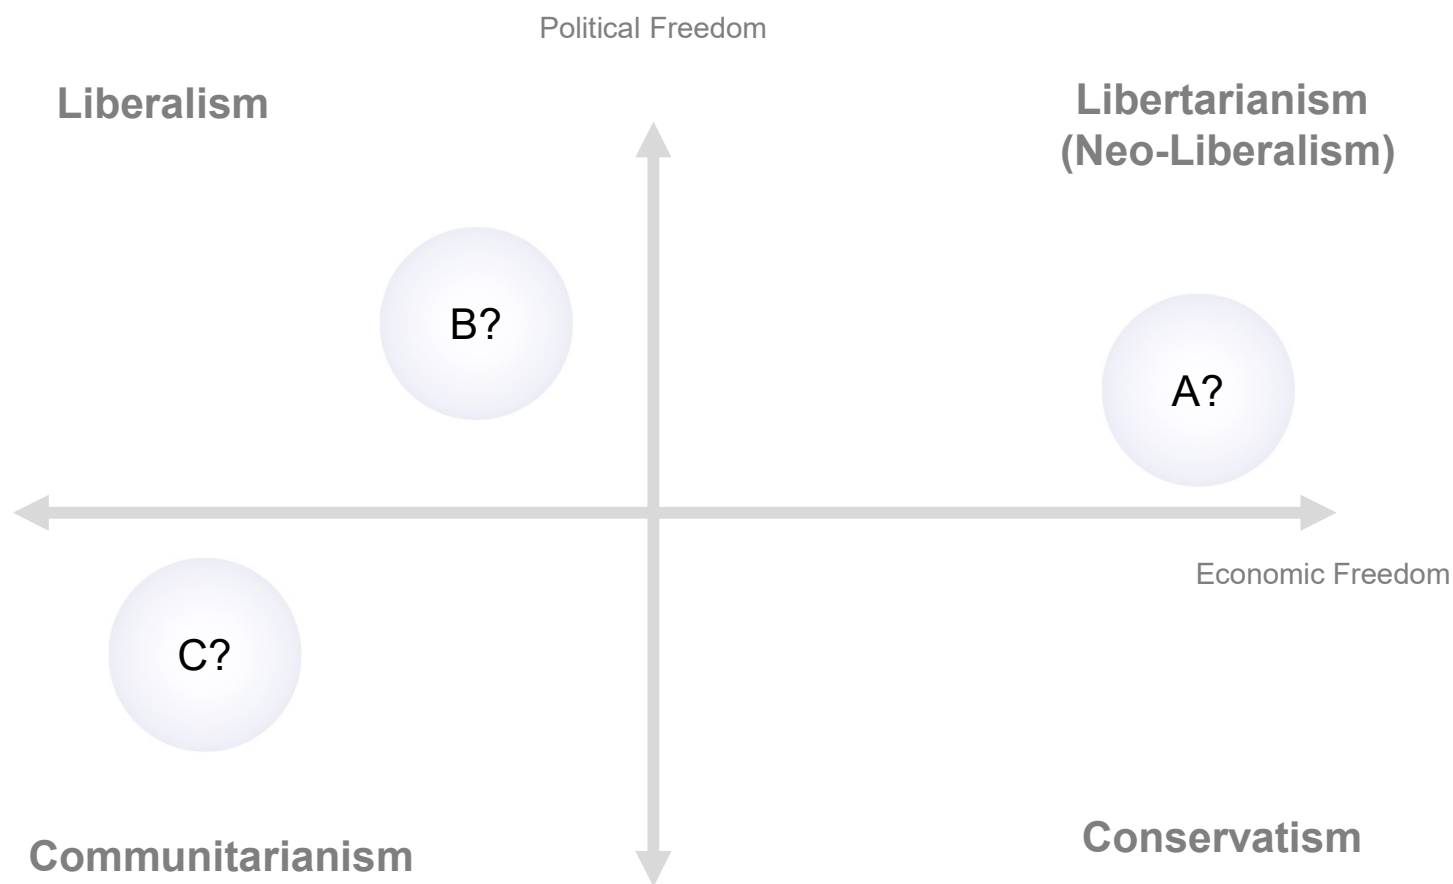 Political Freedom
Liberalism
Libertarianism
(Neo-Liberalism)
B?
A?
Economic Freedom
C?
Conservatism
Communitarianism